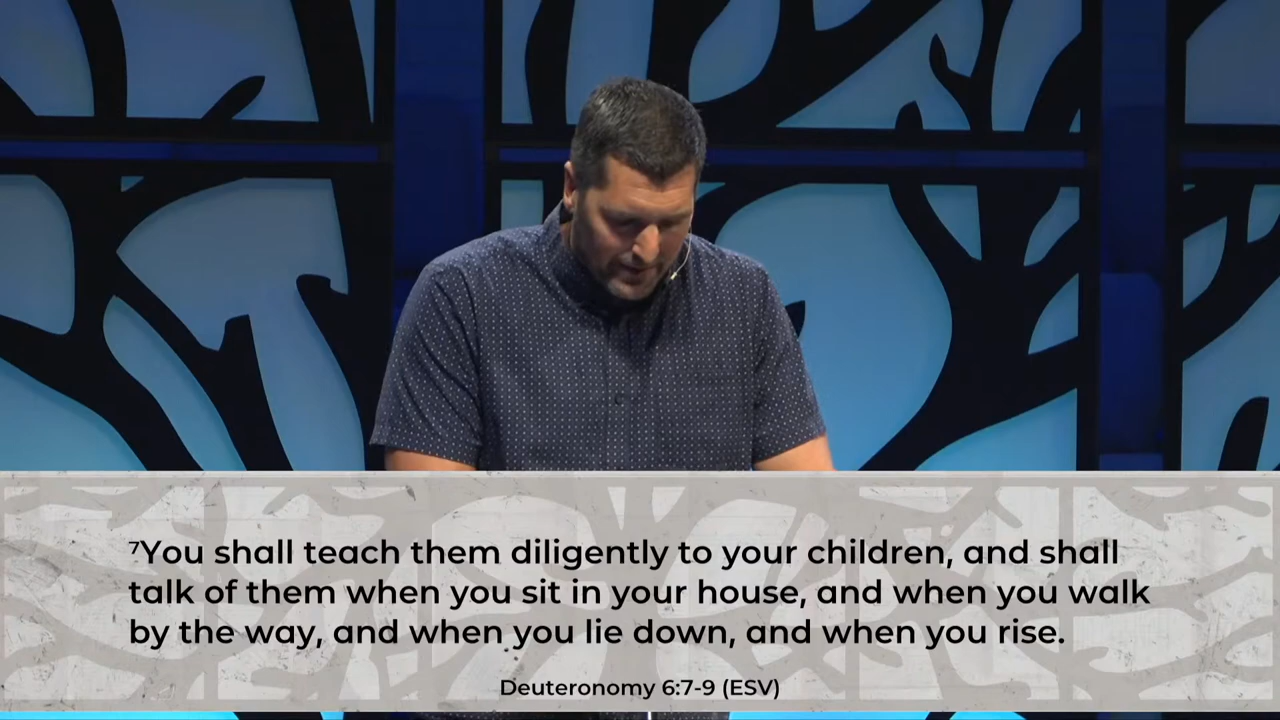 ⁷You shall teach them diligently to your children, and shall
talk of them when you sit in your house, and when you walk
by the way, and when you lie down, and when you rise.
Deuteronomy 6:7-9 (ESV)